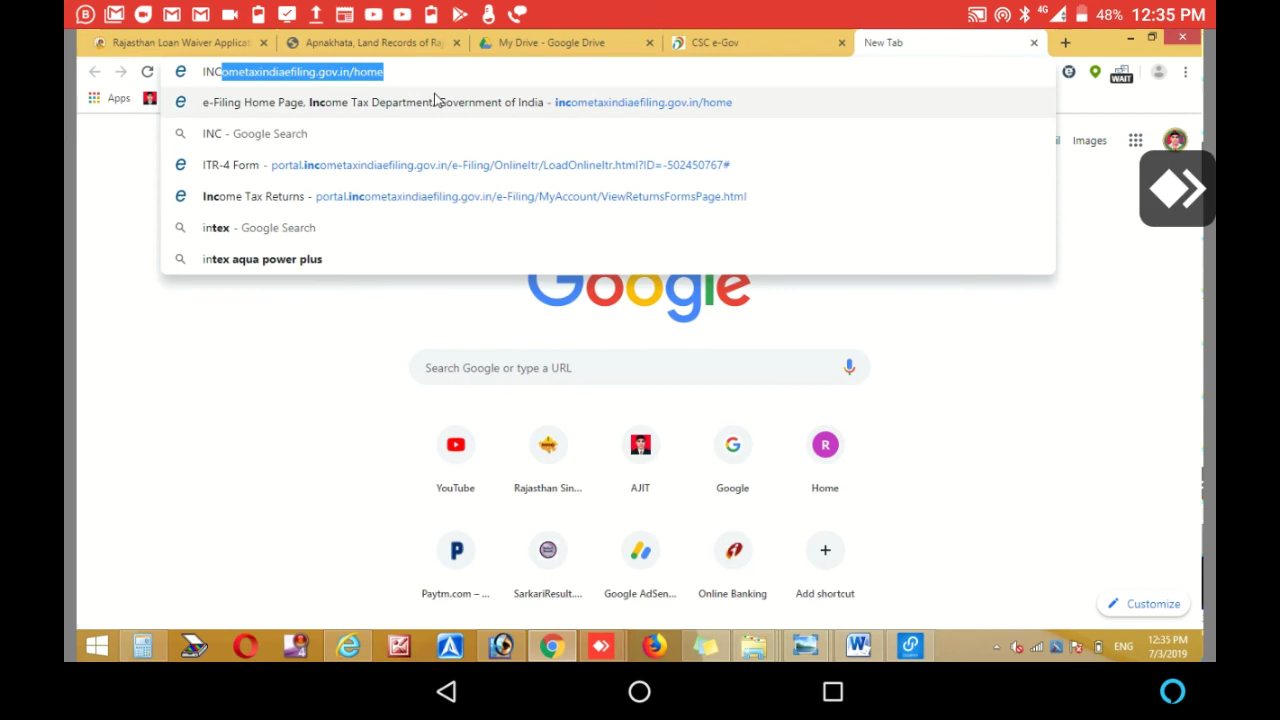 4G 48% 12:35 PM
Rajasthan Loan Waiver Applicat
Apnakhata, Land Records of Raj
My Drive - Google Drive
CSC e-Gov
New Tab
INCometaxindiaefiling.gov.in/home
WAIT
Apps
e-Filing Home Page, Income Tax Department, Government of India - incometaxindiaefiling.gov.in/home
INC - Google Search
Images
ITR-4 Form - portal.incometaxindiaefiling.gov.in/e-Filing/OnlineItr/LoadOnlineItr.html?ID=-502450767#
Income Tax Returns - portal.incometaxindiaefiling.gov.in/e-Filing/MyAccount/ViewReturnsFormsPage.html
intex - Google Search
intex aqua power plus
Google
Search Google or type a URL
YouTube
Rajasthan Sin...
AJIT
Google
R
Home
Paytm.com – ...
SarkariResult....
Google AdSen...
Online Banking
Add shortcut
Customize
ENG
12:35 PM
7/3/2019